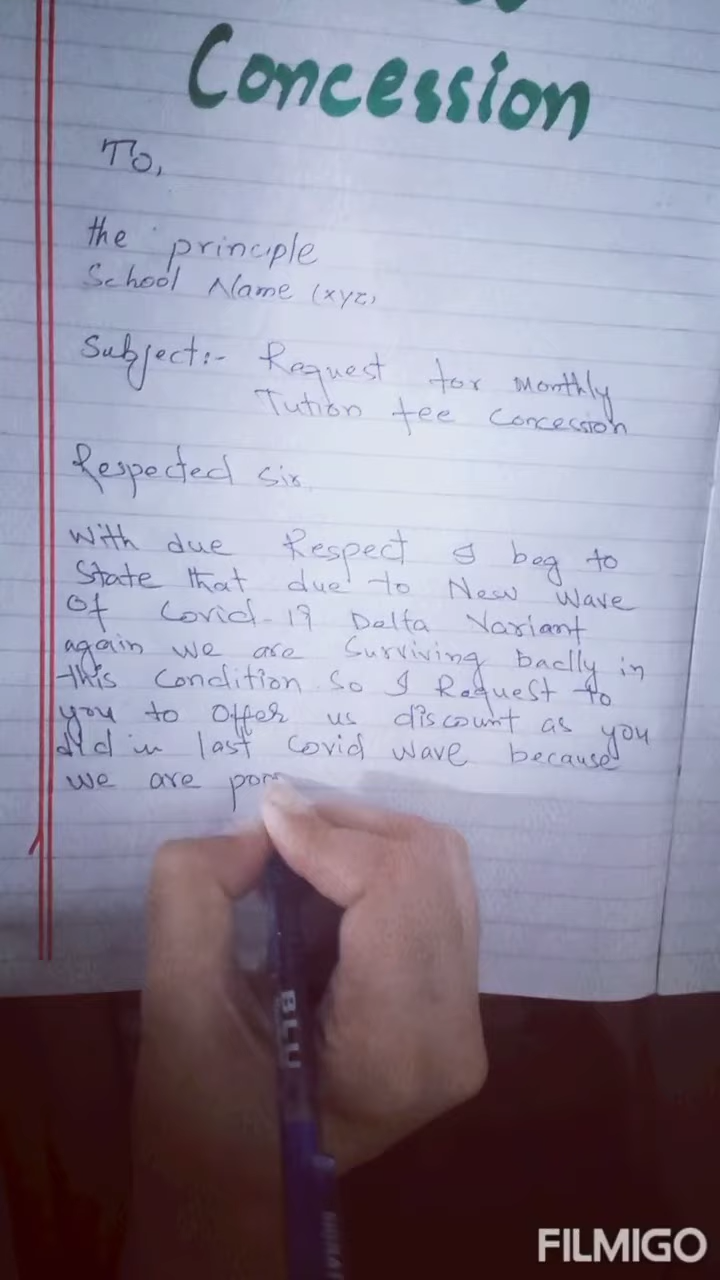 Concession
To,
the principle
School Name (xyz)
Subject:- Request for Monthly
Tution fee Concession
Respected Sir
With due Respect I beg to
State that due to New Wave
Of Covid-19 Delta Variant
again we are Surviving badly in
this Condition So I Request to
you to Offer us discount as you
did in last Covid Wave because
we are poor
BLU
FILMIGO